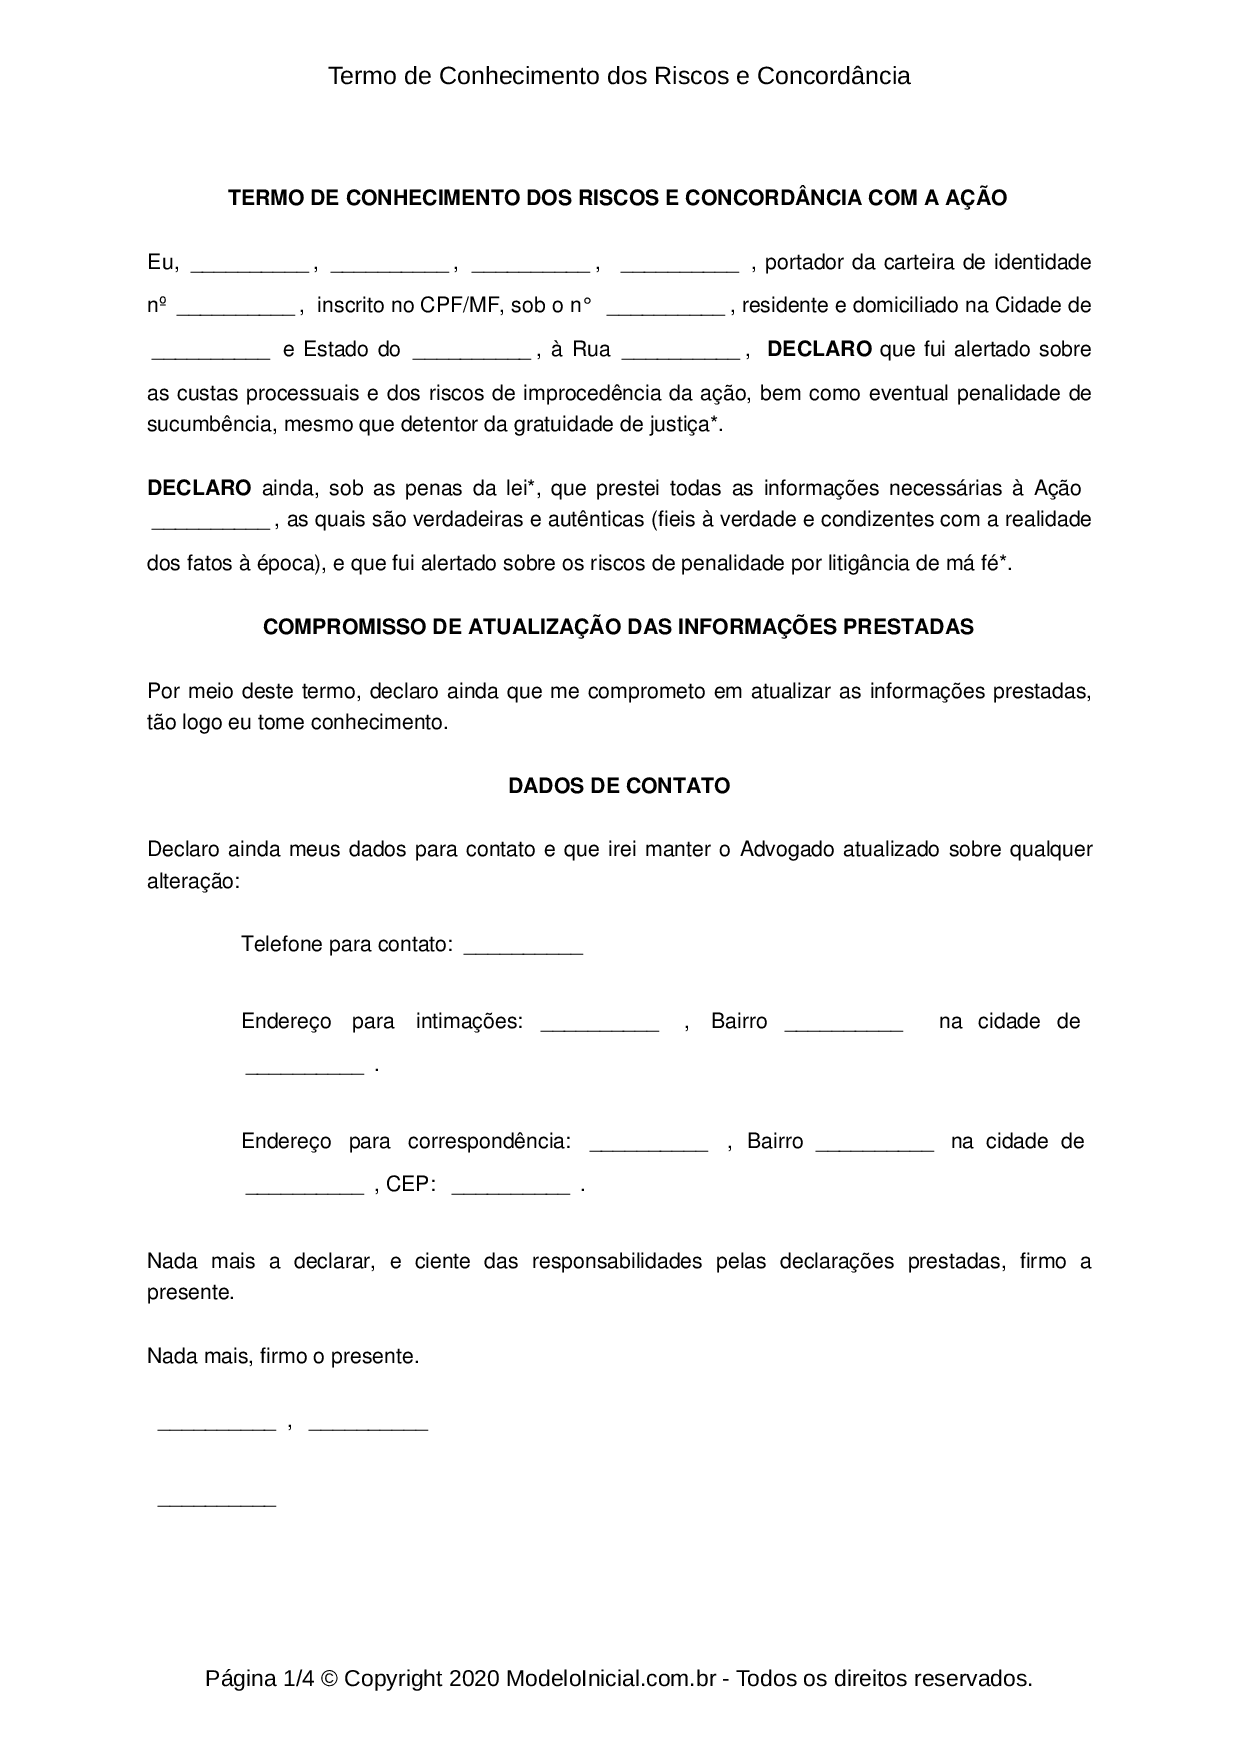 Termo de Conhecimento dos Riscos e Concordância
TERMO DE CONHECIMENTO DOS RISCOS E CONCORDÂNCIA COM A AÇÃO
Eu, __________, __________, __________, __________ , portador da carteira de identidade
nº __________, inscrito no CPF/MF, sob o n° __________, residente e domiciliado na Cidade de
__________ e Estado do __________, à Rua __________, DECLARO que fui alertado sobre
as custas processuais e dos riscos de improcedência da ação, bem como eventual penalidade de
sucumbência, mesmo que detentor da gratuidade de justiça*.
DECLARO ainda, sob as penas da lei*, que prestei todas as informações necessárias à Ação
__________, as quais são verdadeiras e autênticas (fieis à verdade e condizentes com a realidade
dos fatos à época), e que fui alertado sobre os riscos de penalidade por litigância de má fé*.
COMPROMISSO DE ATUALIZAÇÃO DAS INFORMAÇÕES PRESTADAS
Por meio deste termo, declaro ainda que me comprometo em atualizar as informações prestadas,
tão logo eu tome conhecimento.
DADOS DE CONTATO
Declaro ainda meus dados para contato e que irei manter o Advogado atualizado sobre qualquer
alteração:
Telefone para contato: __________
Endereço para intimações: __________ , Bairro __________ na cidade de
__________ .
Endereço para correspondência: __________ , Bairro __________ na cidade de
__________ , CEP: __________ .
Nada mais a declarar, e ciente das responsabilidades pelas declarações prestadas, firmo a
presente.
Nada mais, firmo o presente.
__________ , __________
__________
Página 1/4 © Copyright 2020 ModeloInicial.com.br - Todos os direitos reservados.